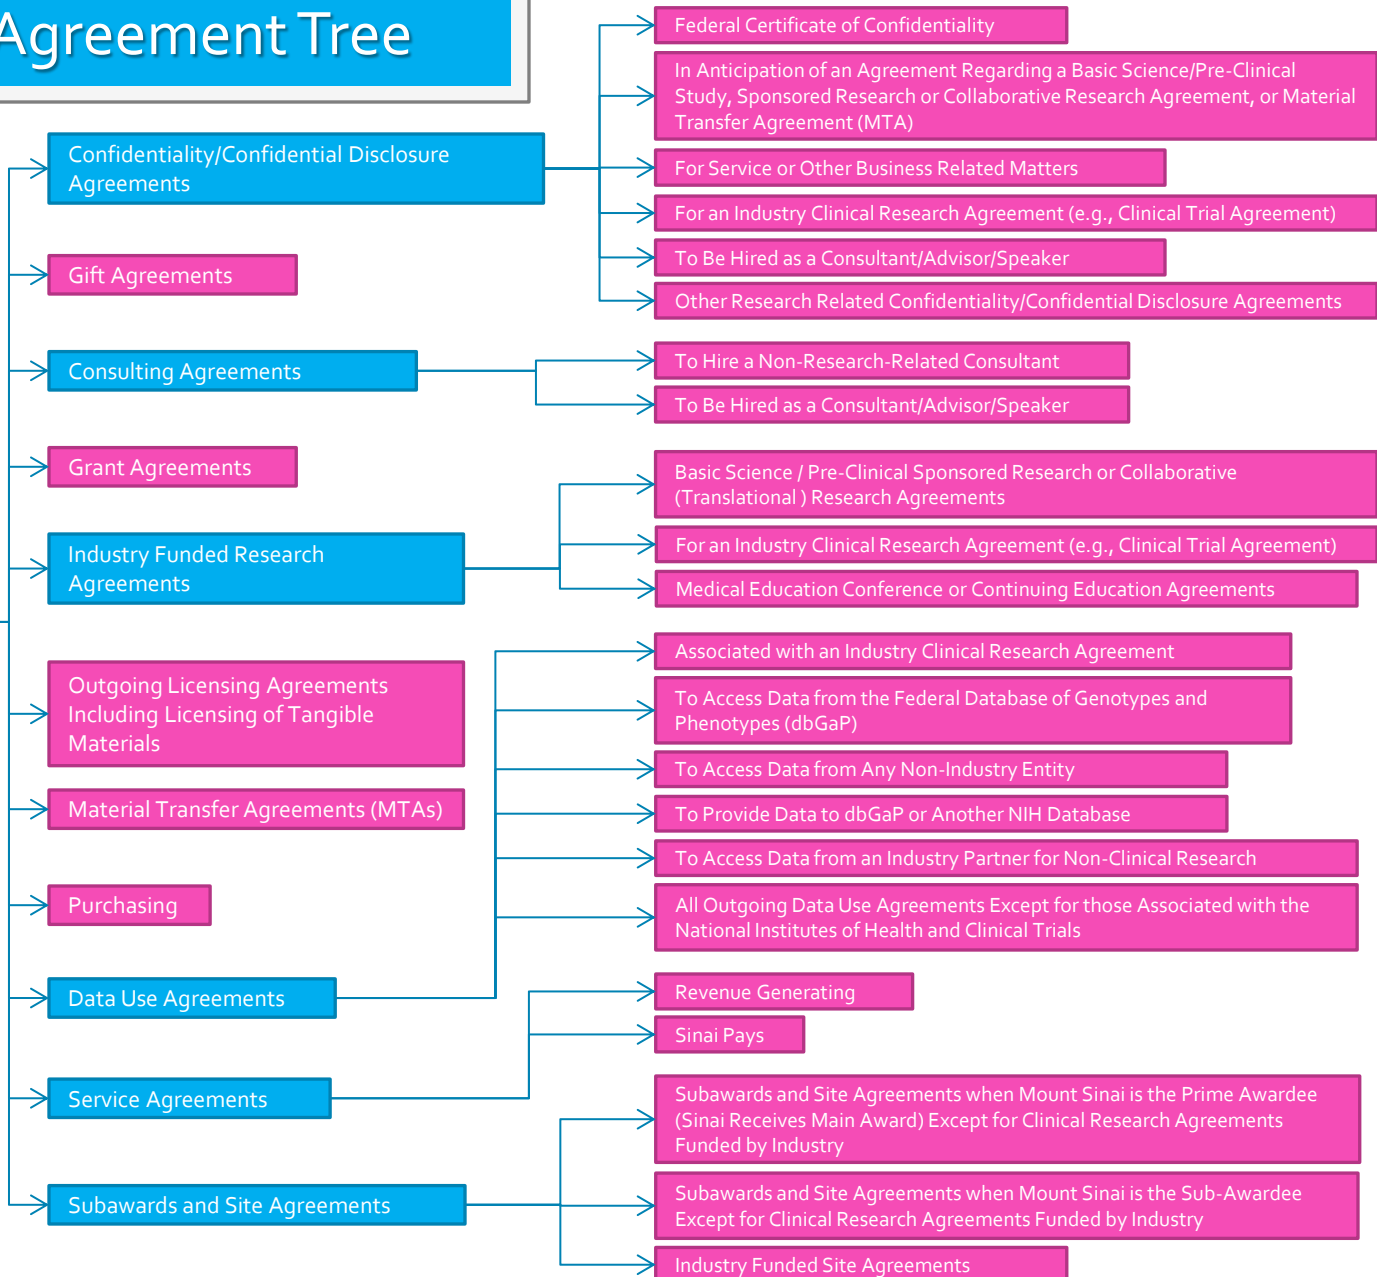 Agreement Tree
Confidentiality/Confidential Disclosure
Agreements
Federal Certificate of Confidentiality
In Anticipation of an Agreement Regarding a Basic Science/Pre-Clinical
Study, Sponsored Research or Collaborative Research Agreement, or Material
Transfer Agreement (MTA)
For Service or Other Business Related Matters
For an Industry Clinical Research Agreement (e.g., Clinical Trial Agreement)
To Be Hired as a Consultant/Advisor/Speaker
Other Research Related Confidentiality/Confidential Disclosure Agreements
Gift Agreements
Consulting Agreements
To Hire a Non-Research-Related Consultant
To Be Hired as a Consultant/Advisor/Speaker
Grant Agreements
Industry Funded Research
Agreements
Basic Science / Pre-Clinical Sponsored Research or Collaborative
(Translational ) Research Agreements
For an Industry Clinical Research Agreement (e.g., Clinical Trial Agreement)
Medical Education Conference or Continuing Education Agreements
Outgoing Licensing Agreements
Including Licensing of Tangible
Materials
Material Transfer Agreements (MTAs)
Purchasing
Data Use Agreements
Associated with an Industry Clinical Research Agreement
To Access Data from the Federal Database of Genotypes and
Phenotypes (dbGaP)
To Access Data from Any Non-Industry Entity
To Provide Data to dbGaP or Another NIH Database
To Access Data from an Industry Partner for Non-Clinical Research
All Outgoing Data Use Agreements Except for those Associated with the
National Institutes of Health and Clinical Trials
Service Agreements
Revenue Generating
Sinai Pays
Subawards and Site Agreements
Subawards and Site Agreements when Mount Sinai is the Prime Awardee
(Sinai Receives Main Award) Except for Clinical Research Agreements
Funded by Industry
Subawards and Site Agreements when Mount Sinai is the Sub-Awardee
Except for Clinical Research Agreements Funded by Industry
Industry Funded Site Agreements